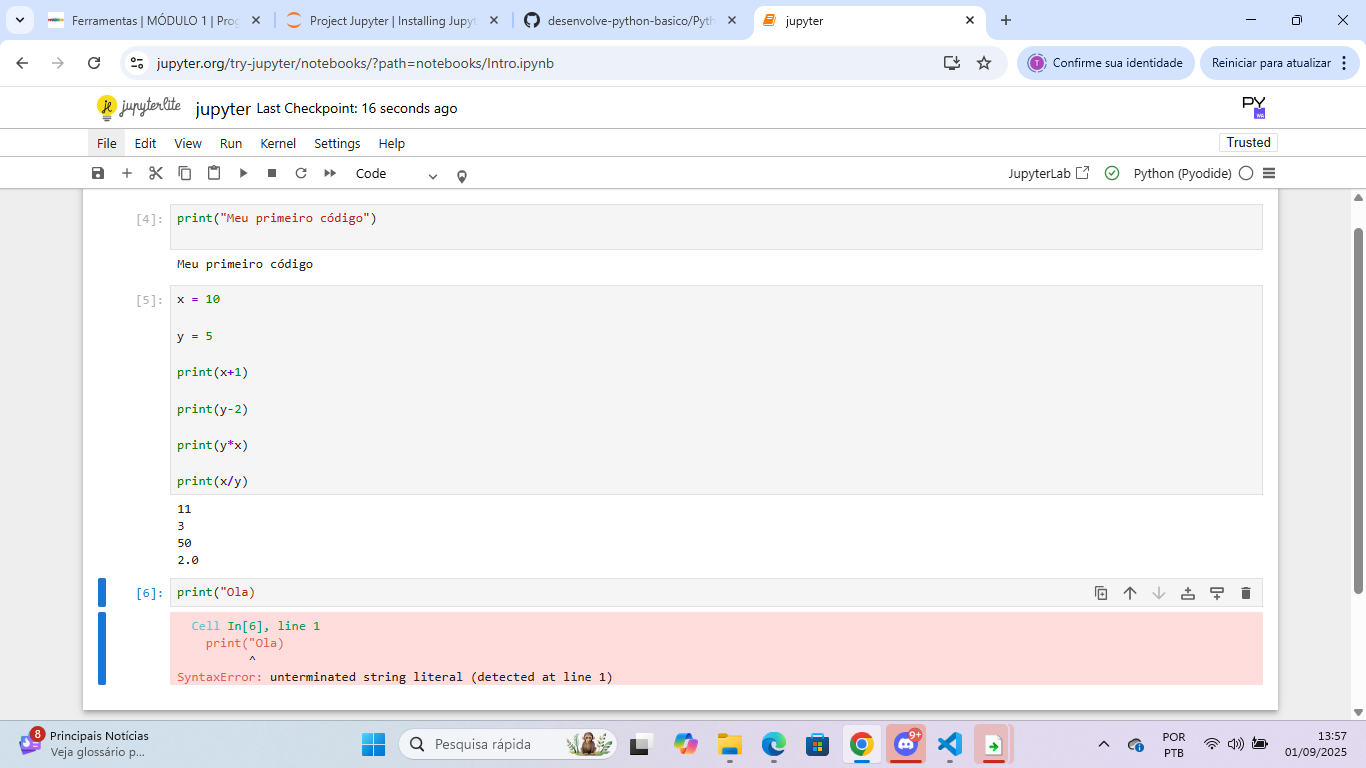 Ferramentas | MÓDULO 1 | Prog
Project Jupyter | Installing Jupyt
desenvolve-python-basico/Pyth
jupyter
jupyter.org/try-jupyter/notebooks/?path=notebooks/Intro.ipynb
T
Confirme sua identidade
Reiniciar para atualizar
jupyterlite
jupyter Last Checkpoint: 16 seconds ago
PY
File Edit View Run Kernel Settings Help
Trusted
Code
JupyterLab
Python (Pyodide)
[4]: print("Meu primeiro código")
Meu primeiro código
[5]: x = 10
y = 5
print(x+1)
print(y-2)
print(y*x)
print(x/y)
11
3
50
2.0
[6]: print("Ola)
Cell In[6], line 1
print("Ola)
^
SyntaxError: unterminated string literal (detected at line 1)
8
Principais Notícias
Veja glossário p...
Pesquisa rápida
9+
POR
PTB
13:57
01/09/2025